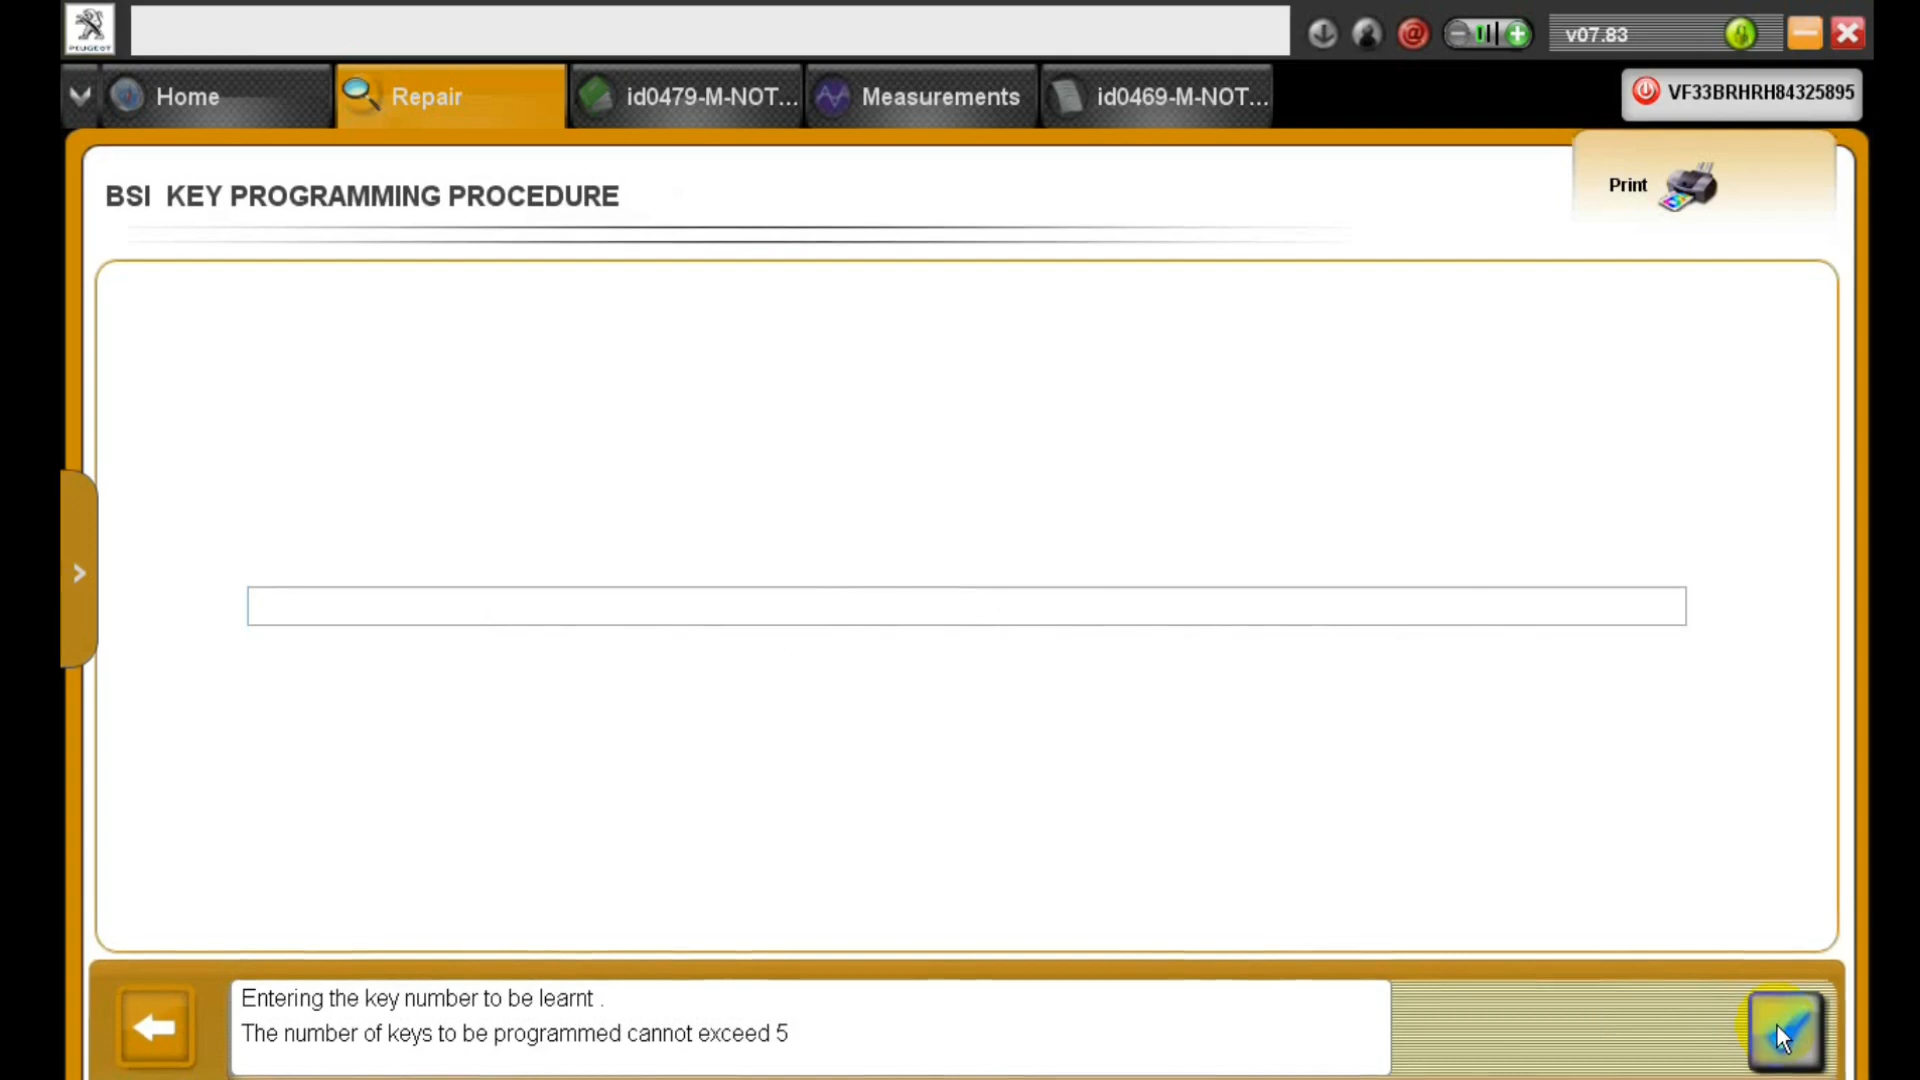 PEUGEOT
v07.83
Home
Repair
id0479-M-NOT...
Measurements
id0469-M-NOT...
VF33BRHRH84325895
BSI KEY PROGRAMMING PROCEDURE
Print
Entering the key number to be learnt .
The number of keys to be programmed cannot exceed 5